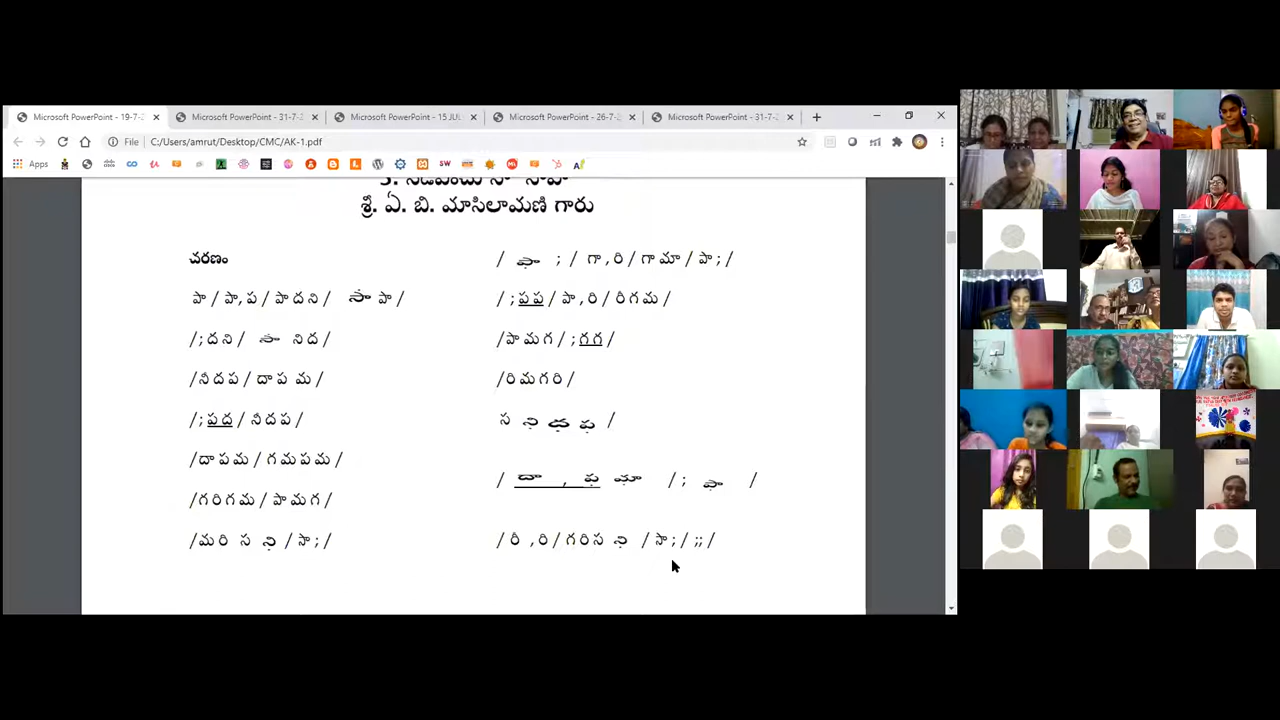 Microsoft PowerPoint - 19-7-2
Microsoft PowerPoint - 31-7-2
Microsoft PowerPoint - 15 JUL
Microsoft PowerPoint - 26-7-2
Microsoft PowerPoint - 31-7-2
File C:/Users/amrut/Desktop/CMC/AK-1.pdf
Apps
శ్రీ. ఏ. బి. మాసిలామణి గారు
చరణం
పా / పా,ప / పాదని / సా పా /
/;దని / సా నిద /
/నిదప / దాప మ /
/; పద / నిదప /
/దాపమ / గమపమ /
/గరిగమ / పామగ /
/మరి స ని / సా; /
/ పా ; / గా ,రి / గామా / పా; /
/; పప / పా, రి / రీగమ /
/పామగ / ; గగ /
/రిమగరి /
స ని ద ప /
/ దా , ప మా / ; పా /
/ రీ ,రి / గరిస ని / సా; / ;; /